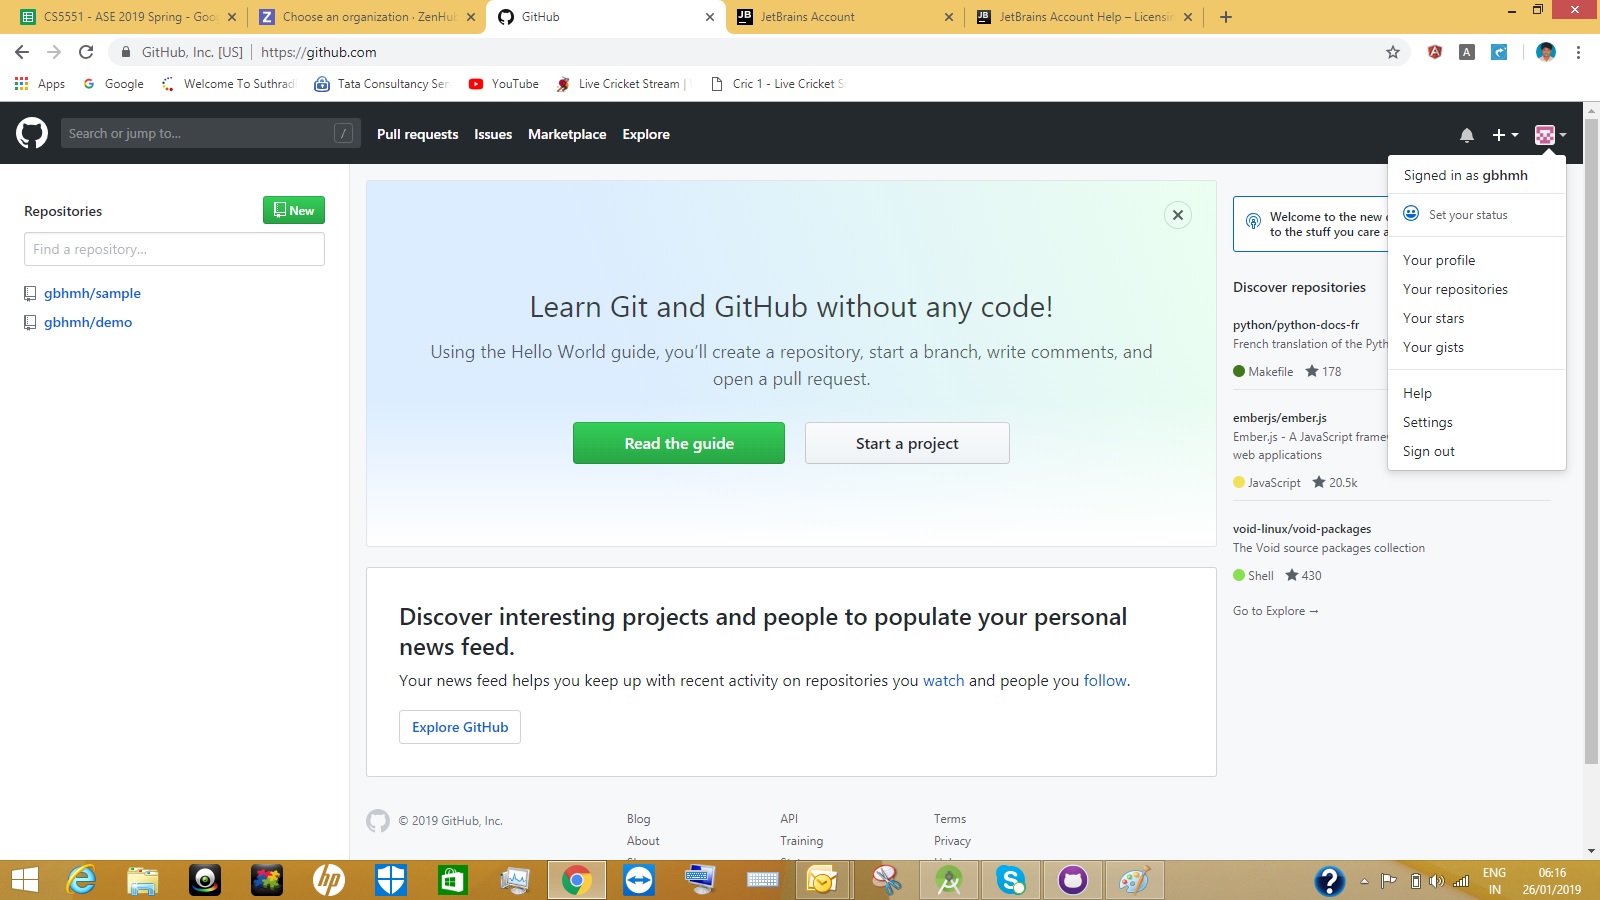 CS5551 - ASE 2019 Spring - Goo
Choose an organization · ZenHub
GitHub
JetBrains Account
JetBrains Account Help – Licensin
GitHub, Inc. [US]
https://github.com
Apps
Google
Welcome To Suthrad
Tata Consultancy Ser
YouTube
Live Cricket Stream |
Cric 1 - Live Cricket S
Search or jump to...
/
Pull requests
Issues
Marketplace
Explore
Signed in as gbhmh
Set your status
Your profile
Your repositories
Your stars
Your gists
Help
Settings
Sign out
Repositories
New
Find a repository...
gbhmh/sample
gbhmh/demo
Learn Git and GitHub without any code!
Using the Hello World guide, you’ll create a repository, start a branch, write comments, and
open a pull request.
Read the guide
Start a project
Discover interesting projects and people to populate your personal
news feed.
Your news feed helps you keep up with recent activity on repositories you watch and people you follow.
Explore GitHub
Welcome to the new
to the stuff you care a
Discover repositories
python/python-docs-fr
French translation of the Pyth
Makefile
178
emberjs/ember.js
Ember.js - A JavaScript frame
web applications
JavaScript
20.5k
void-linux/void-packages
The Void source packages collection
Shell
430
Go to Explore →
© 2019 GitHub, Inc.
Blog
About
API
Training
Terms
Privacy
hp
ENG
IN
06:16
26/01/2019